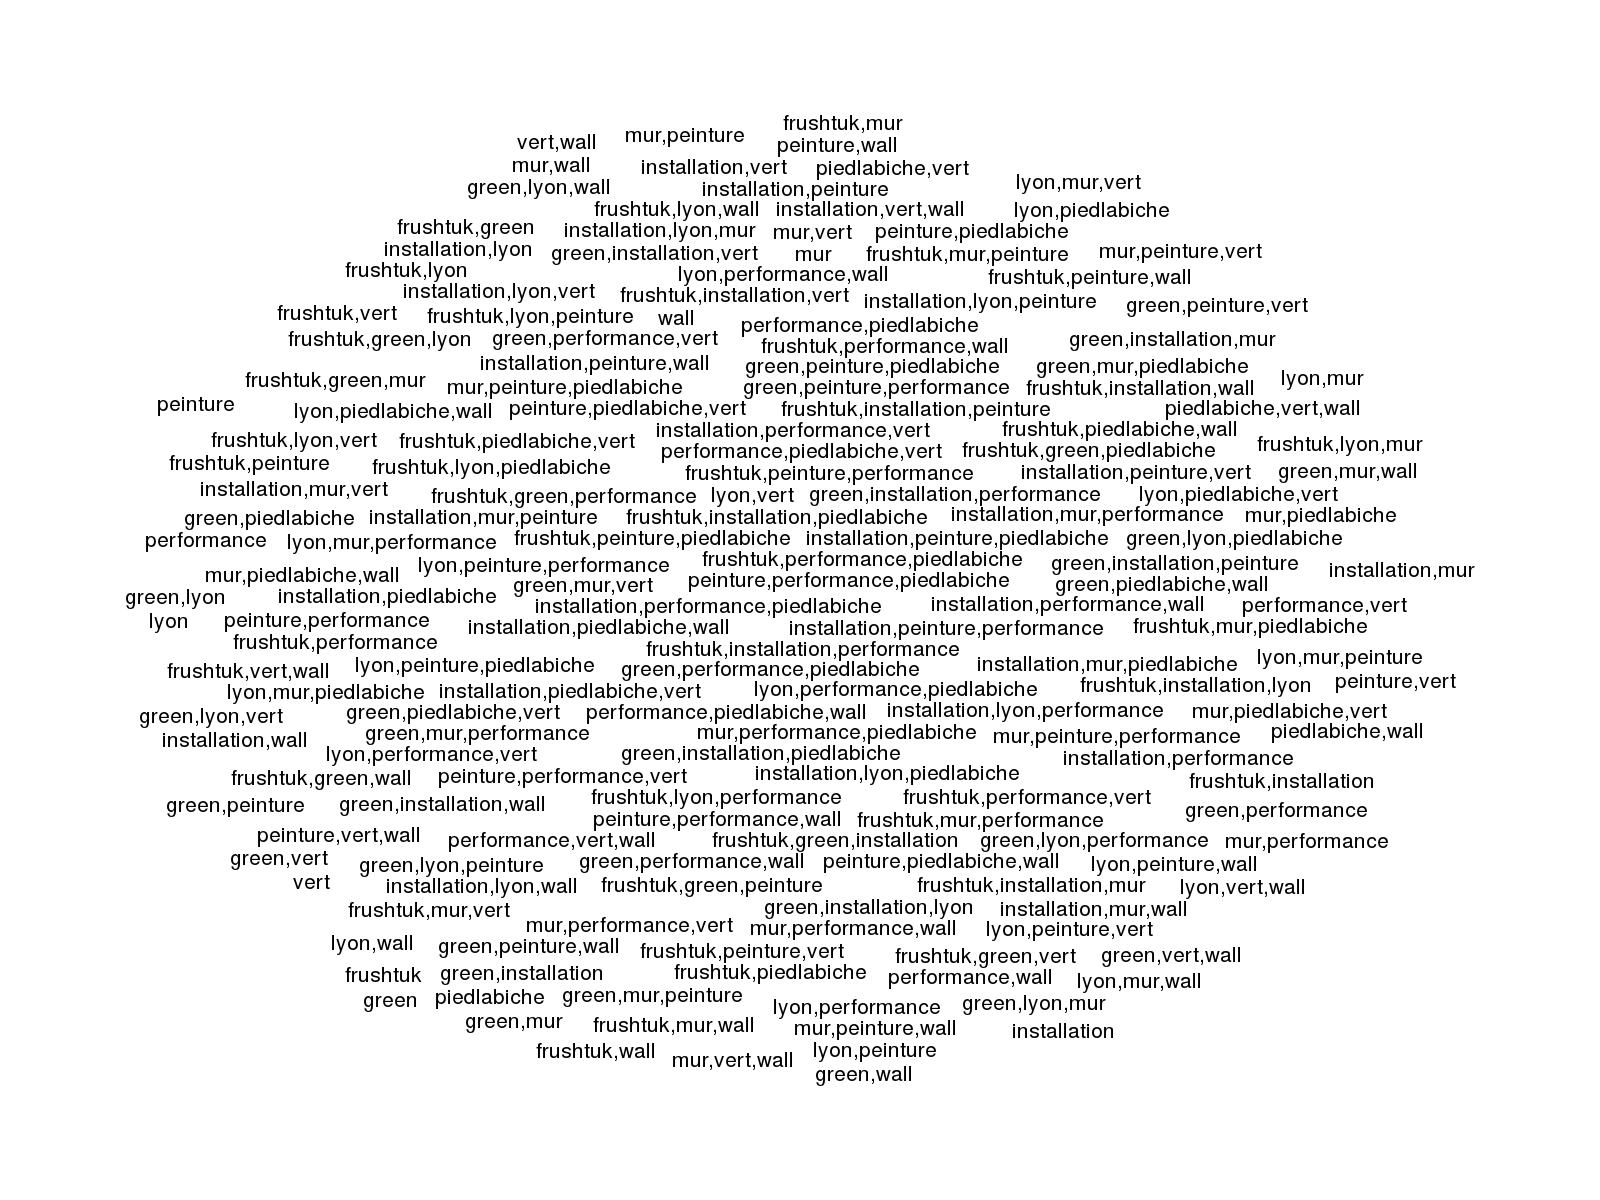 frushtuk,mur
vert,wall mur,peinture
peinture,wall
mur,wall installation,vert piedlabiche,vert
green,lyon,wall installation,peinture lyon,mur,vert
frushtuk,lyon,wall installation,vert,wall lyon,piedlabiche
frushtuk,green installation,lyon,mur mur,vert peinture,piedlabiche
installation,lyon green,installation,vert mur frushtuk,mur,peinture mur,peinture,vert
frushtuk,lyon lyon,performance,wall frushtuk,peinture,wall
installation,lyon,vert frushtuk,installation,vert installation,lyon,peinture green,peinture,vert
frushtuk,vert frushtuk,lyon,peinture wall performance,piedlabiche
frushtuk,green,lyon green,performance,vert frushtuk,performance,wall green,installation,mur
installation,peinture,wall green,peinture,piedlabiche green,mur,piedlabiche
frushtuk,green,mur mur,peinture,piedlabiche green,peinture,performance frushtuk,installation,wall lyon,mur
peinture lyon,piedlabiche,wall peinture,piedlabiche,vert frushtuk,installation,peinture piedlabiche,vert,wall
installation,performance,vert frushtuk,piedlabiche,wall
frushtuk,lyon,vert frushtuk,piedlabiche,vert performance,piedlabiche,vert frushtuk,green,piedlabiche frushtuk,lyon,mur
frushtuk,peinture frushtuk,lyon,piedlabiche frushtuk,peinture,performance installation,peinture,vert green,mur,wall
installation,mur,vert frushtuk,green,performance lyon,vert green,installation,performance lyon,piedlabiche,vert
green,piedlabiche installation,mur,peinture frushtuk,installation,piedlabiche installation,mur,performance mur,piedlabiche
performance lyon,mur,performance frushtuk,peinture,piedlabiche installation,peinture,piedlabiche green,lyon,piedlabiche
lyon,peinture,performance frushtuk,performance,piedlabiche green,installation,peinture installation,mur
mur,piedlabiche,wall green,mur,vert peinture,performance,piedlabiche green,piedlabiche,wall
green,lyon installation,piedlabiche installation,performance,piedlabiche installation,performance,wall performance,vert
lyon peinture,performance installation,piedlabiche,wall installation,peinture,performance frushtuk,mur,piedlabiche
frushtuk,performance frushtuk,installation,performance
frushtuk,vert,wall lyon,peinture,piedlabiche green,performance,piedlabiche installation,mur,piedlabiche lyon,mur,peinture
lyon,mur,piedlabiche installation,piedlabiche,vert lyon,performance,piedlabiche frushtuk,installation,lyon peinture,vert
green,lyon,vert green,piedlabiche,vert performance,piedlabiche,wall installation,lyon,performance mur,piedlabiche,vert
installation,wall green,mur,performance mur,performance,piedlabiche mur,peinture,performance piedlabiche,wall
lyon,performance,vert green,installation,piedlabiche installation,performance
frushtuk,green,wall peinture,performance,vert installation,lyon,piedlabiche frushtuk,installation
green,peinture green,installation,wall frushtuk,lyon,performance frushtuk,performance,vert green,performance
peinture,performance,wall frushtuk,mur,performance
peinture,vert,wall performance,vert,wall frushtuk,green,installation green,lyon,performance mur,performance
green,vert green,lyon,peinture green,performance,wall peinture,piedlabiche,wall lyon,peinture,wall
vert installation,lyon,wall frushtuk,green,peinture frushtuk,installation,mur lyon,vert,wall
frushtuk,mur,vert green,installation,lyon installation,mur,wall
mur,performance,vert mur,performance,wall lyon,peinture,vert
lyon,wall green,peinture,wall frushtuk,peinture,vert frushtuk,green,vert green,vert,wall
frushtuk green,installation frushtuk,piedlabiche performance,wall lyon,mur,wall
green piedlabiche green,mur,peinture lyon,performance green,lyon,mur
green,mur frushtuk,mur,wall mur,peinture,wall installation
frushtuk,wall mur,vert,wall lyon,peinture
green,wall